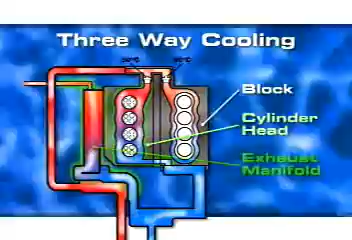 Three Way Cooling
Block
Cylinder
Head
Exhaust
Manifold